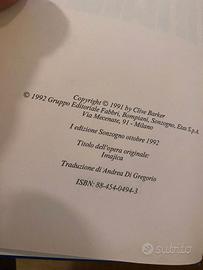 Copyright © 1991 by Clive Barker
© 1992 Gruppo Editoriale Fabbri, Bompiani, Sonzogno, Etas S.p.A.
Via Mecenate, 91 - Milano
I edizione Sonzogno ottobre 1992
Titolo dell'opera originale:
Imajica
Traduzione di Andrea Di Gregorio
ISBN: 88-454-0494-3
subito